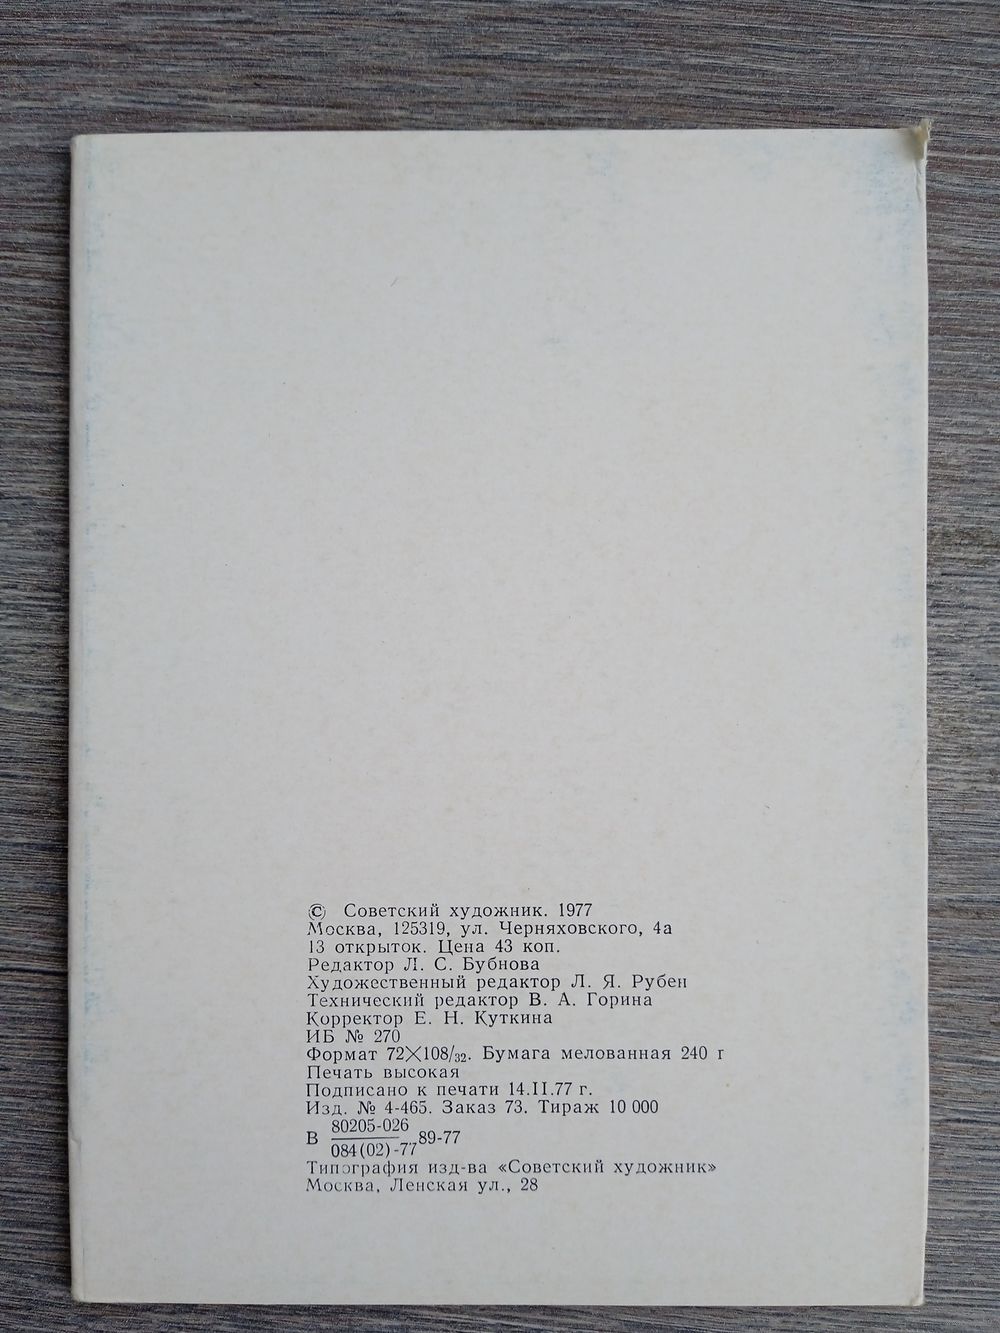 © Советский художник. 1977
Москва, 125319, ул. Черняховского, 4а
13 открыток. Цена 43 коп.
Редактор Л. С. Бубнова
Художественный редактор Л. Я. Рубен
Технический редактор В. А. Горина
Корректор Е. Н. Куткина
ИБ № 270
Формат 72×108/32. Бумага мелованная 240 г
Печать высокая
Подписано к печати 14.II.77 г.
Изд. № 4-465. Заказ 73. Тираж 10 000
80205-026
В 89-77
084(02)-77
Типография изд-ва «Советский художник»
Москва, Ленская ул., 28